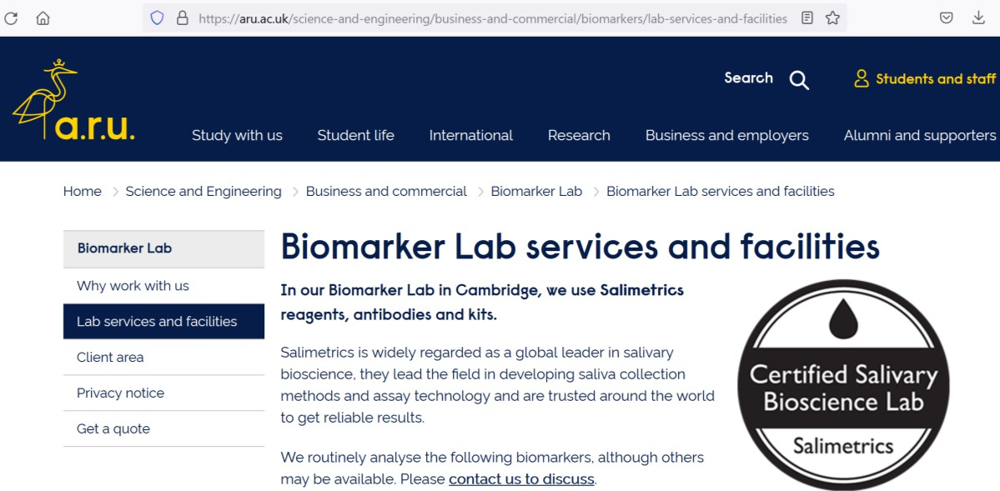 https://aru.ac.uk/science-and-engineering/business-and-commercial/biomarkers/lab-services-and-facilities
Search
Students and staff
a.r.u.
Study with us
Student life
International
Research
Business and employers
Alumni and supporters
Home > Science and Engineering > Business and commercial > Biomarker Lab > Biomarker Lab services and facilities
Biomarker Lab
Why work with us
Lab services and facilities
Client area
Privacy notice
Get a quote
Biomarker Lab services and facilities
In our Biomarker Lab in Cambridge, we use Salimetrics
reagents, antibodies and kits.
Salimetrics is widely regarded as a global leader in salivary
bioscience, they lead the field in developing saliva collection
methods and assay technology and are trusted around the world
to get reliable results.
We routinely analyse the following biomarkers, although others
may be available. Please contact us to discuss.
Certified Salivary
Bioscience Lab
Salimetrics